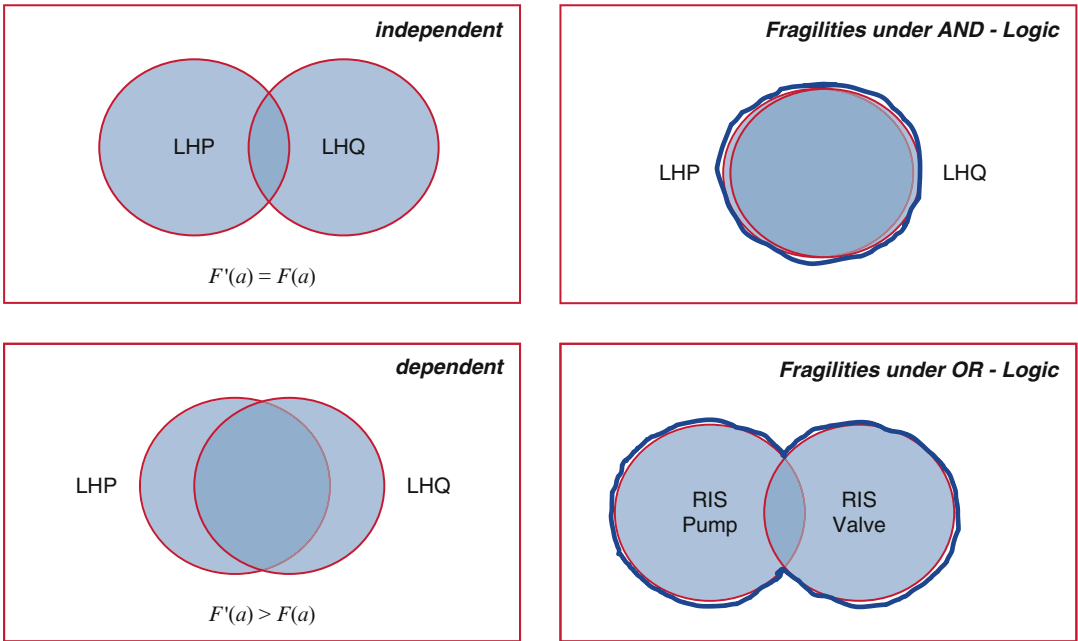 independent
LHP LHQ
F'(a) = F(a)
Fragilities under AND - Logic
LHP LHQ
dependent
LHP LHQ
F'(a) > F(a)
Fragilities under OR - Logic
RIS RIS
Pump Valve